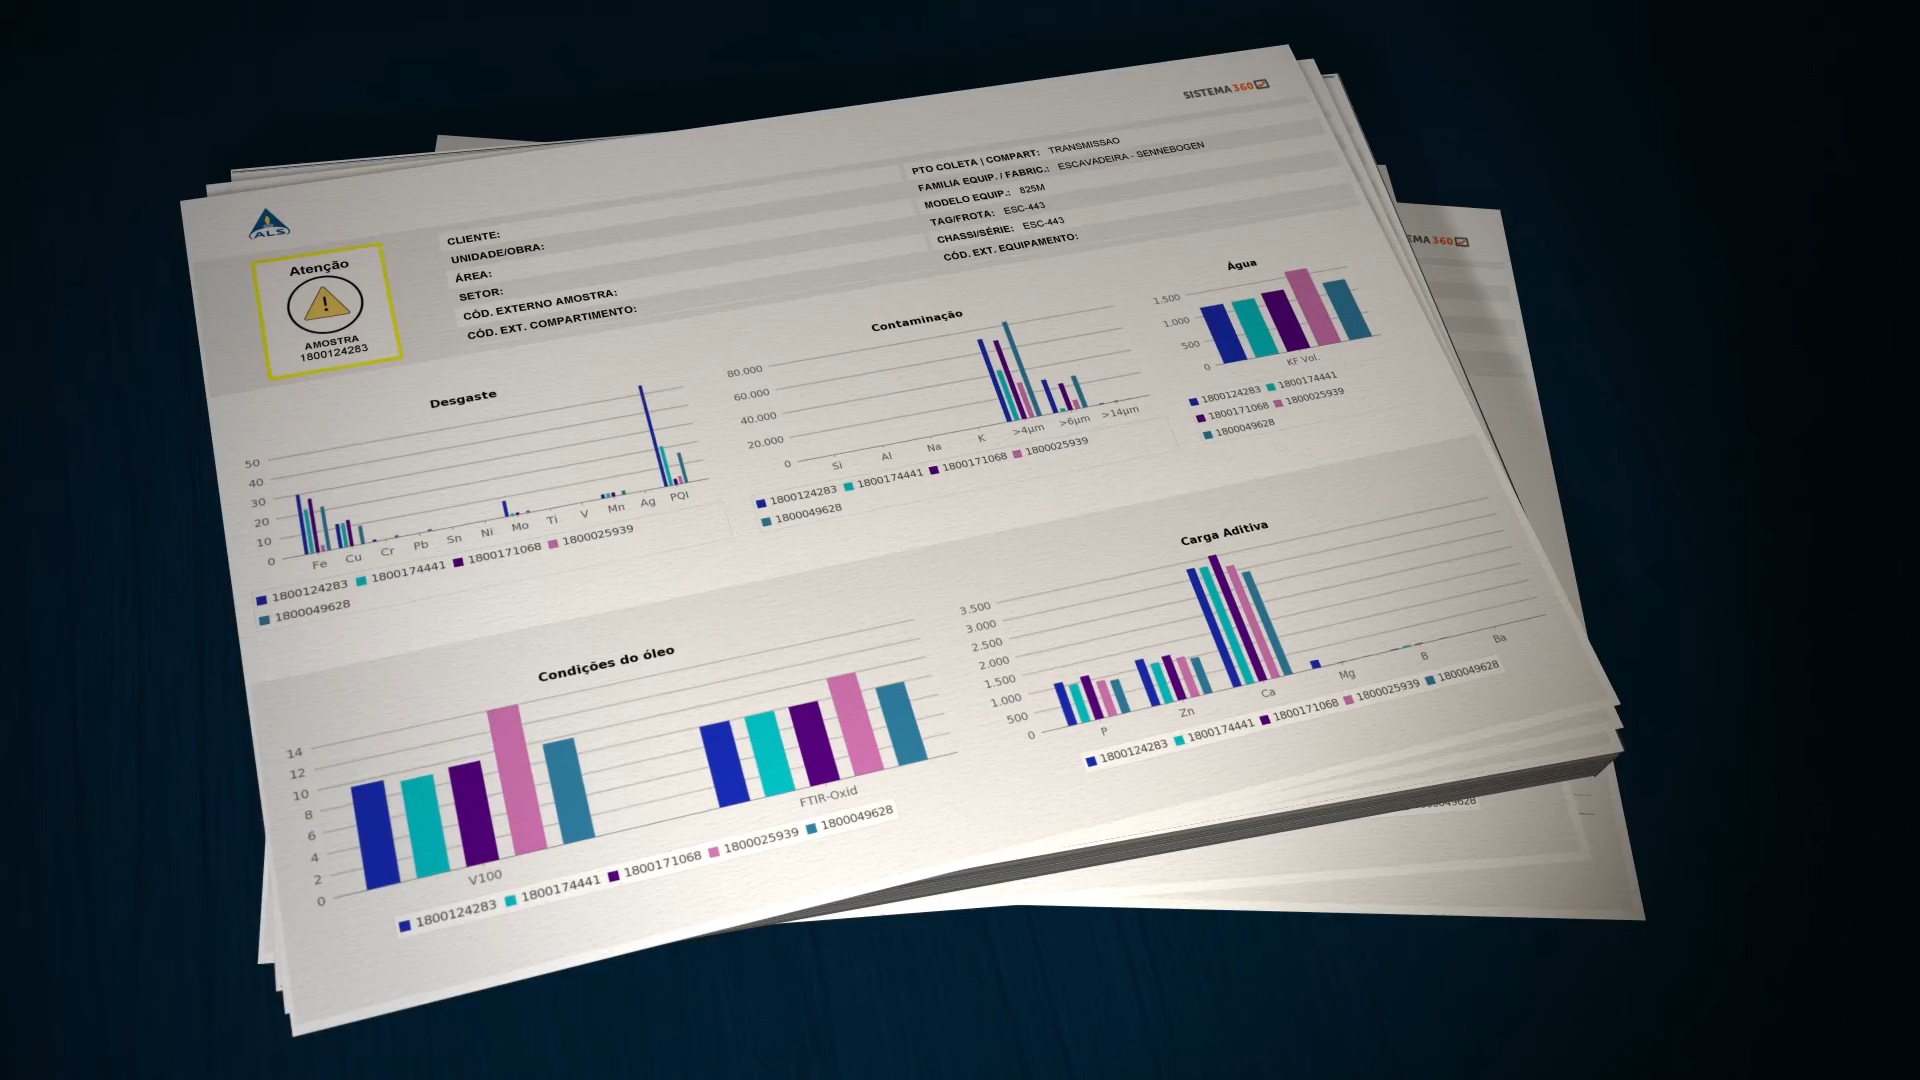 SISTEMA 360
ALS
Atenção
!
AMOSTRA
1800124283
CLIENTE:
UNIDADE/OBRA:
ÁREA:
SETOR:
CÓD. EXTERNO AMOSTRA:
CÓD. EXT. COMPARTIMENTO:
PTO COLETA | COMPART: TRANSMISSAO
FAMILIA EQUIP. / FABRIC.: ESCAVADEIRA - SENNEBOGEN
MODELO EQUIP.: 825M
TAG/FROTA: ESC-443
CHASSI/SÉRIE: ESC-443
CÓD. EXT. EQUIPAMENTO:
Desgaste
50
40
30
20
10
0
Fe Cu Cr Pb Sn Ni Mo Ti V Mn Ag PQI
1800124283 1800174441 1800171068 1800025939
1800049628
Contaminação
80.000
60.000
40.000
20.000
0
Si Al Na K >4µm >6µm >14µm
1800124283 1800174441 1800171068 1800025939
1800049628
Água
1.500
1.000
500
0
KF Vol.
1800124283 1800174441
1800171068 1800025939
1800049628
Condições do óleo
14
12
10
8
6
4
2
0
V100 FTIR-Oxid
1800124283 1800174441 1800171068 1800025939 1800049628
Carga Aditiva
3.500
3.000
2.500
2.000
1.500
1.000
500
0
P Zn Ca Mg B Ba
1800124283 1800174441 1800171068 1800025939 1800049628
EMA 360